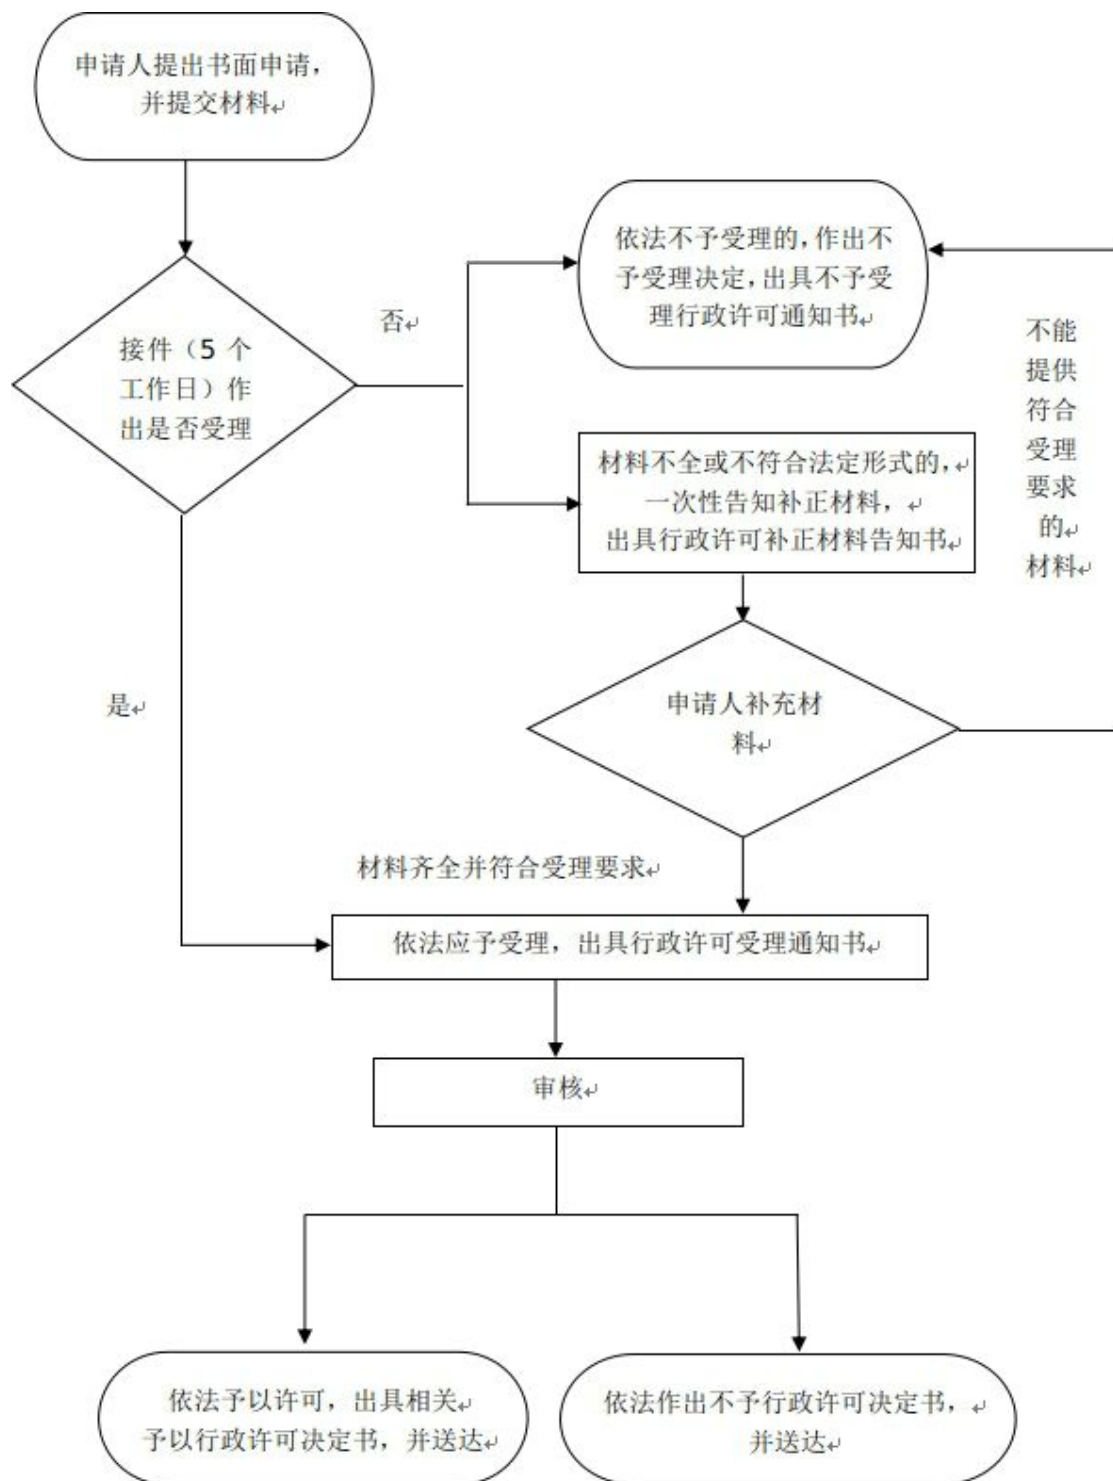 申请人提出书面申请，
并提交材料
依法不予受理的，作出不
予受理决定，出具不予受
理行政许可通知书
否
接件（5 个
工作日）作
出是否受理
不能
提供
符合
受理
要求
的
材料
材料不全或不符合法定形式的，
一次性告知补正材料，
出具行政许可补正材料告知书
是
申请人补充材
料
材料齐全并符合受理要求
依法应予受理，出具行政许可受理通知书
审核
依法予以许可，出具相关
予以行政许可决定书，并送达
依法作出不予行政许可决定书，
并送达